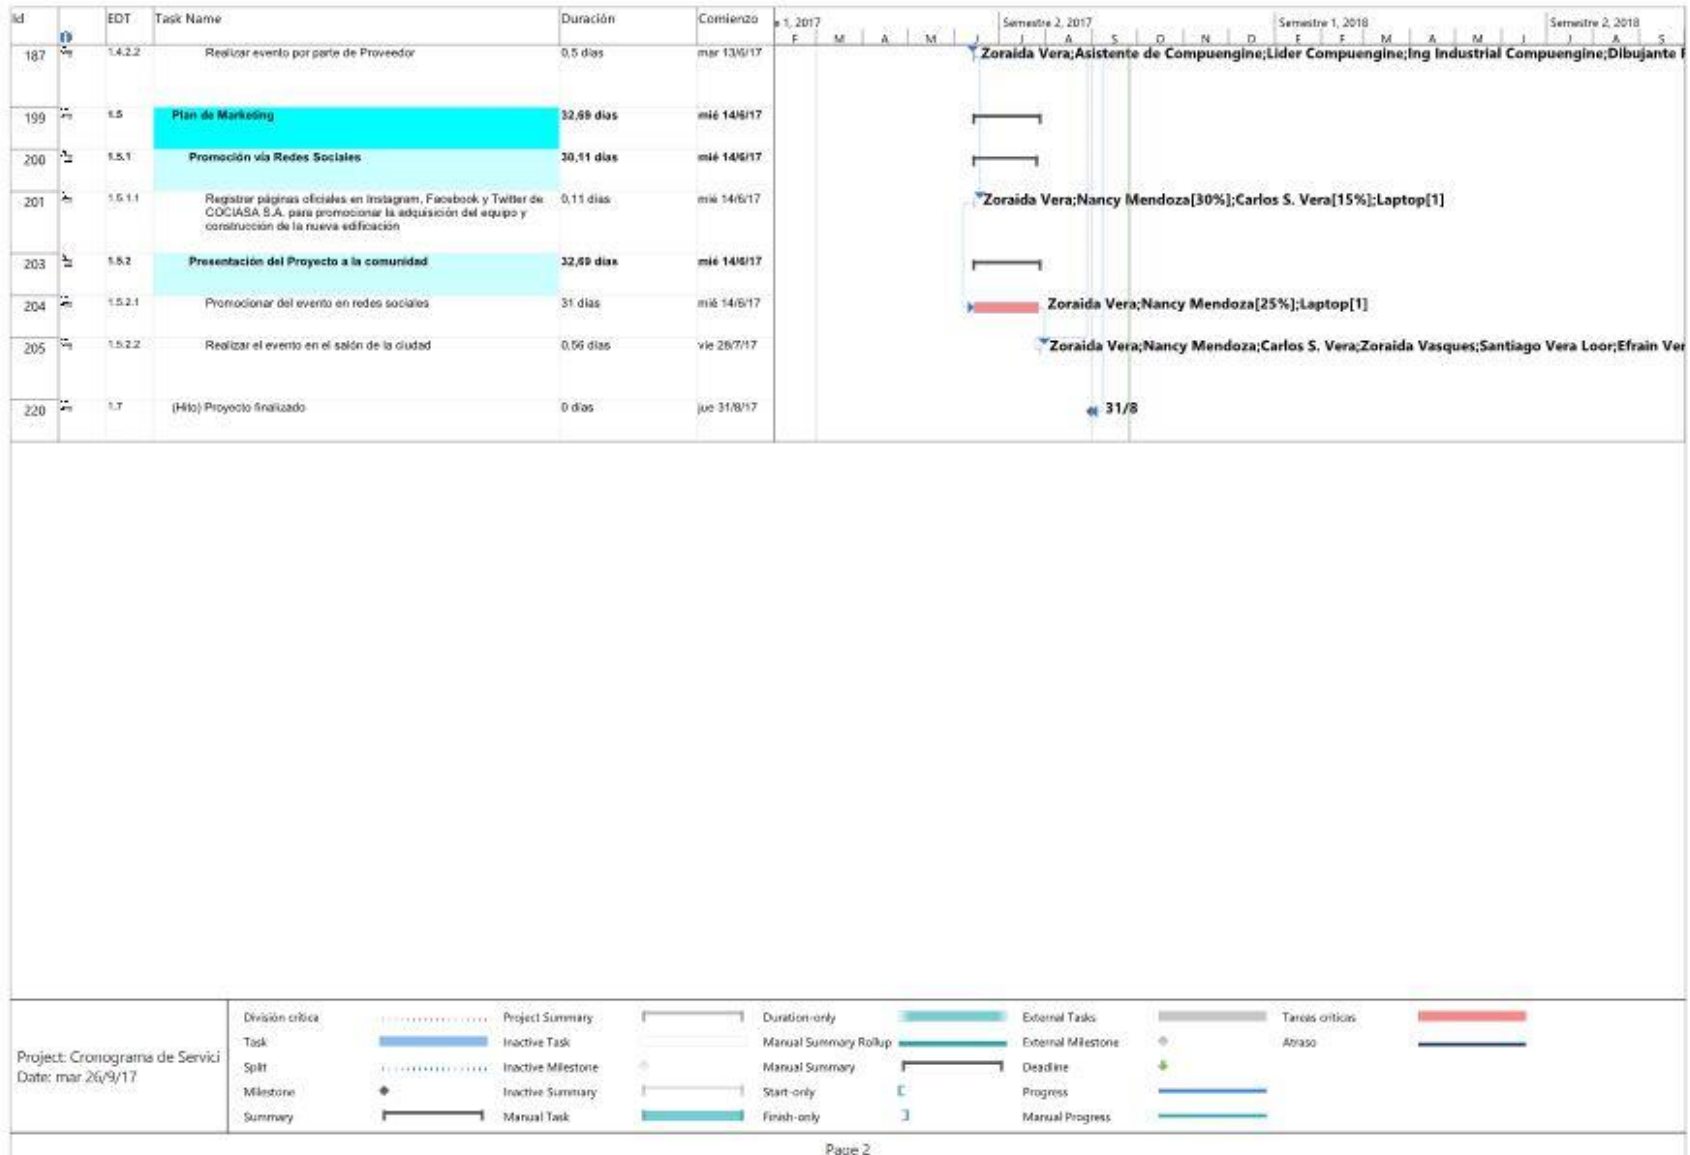 Id EDT Task Name Duración Comienzo e 1, 2017 Semestre 2, 2017 Semestre 1, 2018 Semestre 2, 2018
F M A M J J A S O N D E F M A M J J A S
187 1.4.2.2 Realizar evento por parte de Proveedor 0,5 días mar 13/6/17 Zoraida Vera;Asistente de Compuengine;Lider Compuengine;Ing Industrial Compuengine;Dibujante
199 1.5 Plan de Marketing 32,69 días mié 14/6/17
200 1.5.1 Promoción vía Redes Sociales 30,11 días mié 14/6/17
201 1.5.1.1 Registrar páginas oficiales en Instagram, Facebook y Twitter de 0,11 días mié 14/6/17 Zoraida Vera;Nancy Mendoza[30%];Carlos S. Vera[15%];Laptop[1]
COCIASA S.A. para promocionar la adquisición del equipo y
construcción de la nueva edificación
203 1.5.2 Presentación del Proyecto a la comunidad 32,69 días mié 14/6/17
204 1.5.2.1 Promocionar del evento en redes sociales 31 días mié 14/6/17 Zoraida Vera;Nancy Mendoza[25%];Laptop[1]
205 1.5.2.2 Realizar el evento en el salón de la ciudad 0,56 días vie 28/7/17 Zoraida Vera;Nancy Mendoza;Carlos S. Vera;Zoraida Vasques;Santiago Vera Loor;Efrain Ver
220 1.7 (Hito) Proyecto finalizado 0 días jue 31/8/17 31/8
Project: Cronograma de Servici
Date: mar 26/9/17
División crítica Project Summary Duration-only External Tasks Tareas críticas
Task Inactive Task Manual Summary Rollup External Milestone Atraso
Split Inactive Milestone Manual Summary Deadline
Milestone Inactive Summary Start-only Progress
Summary Manual Task Finish-only Manual Progress
Page 2